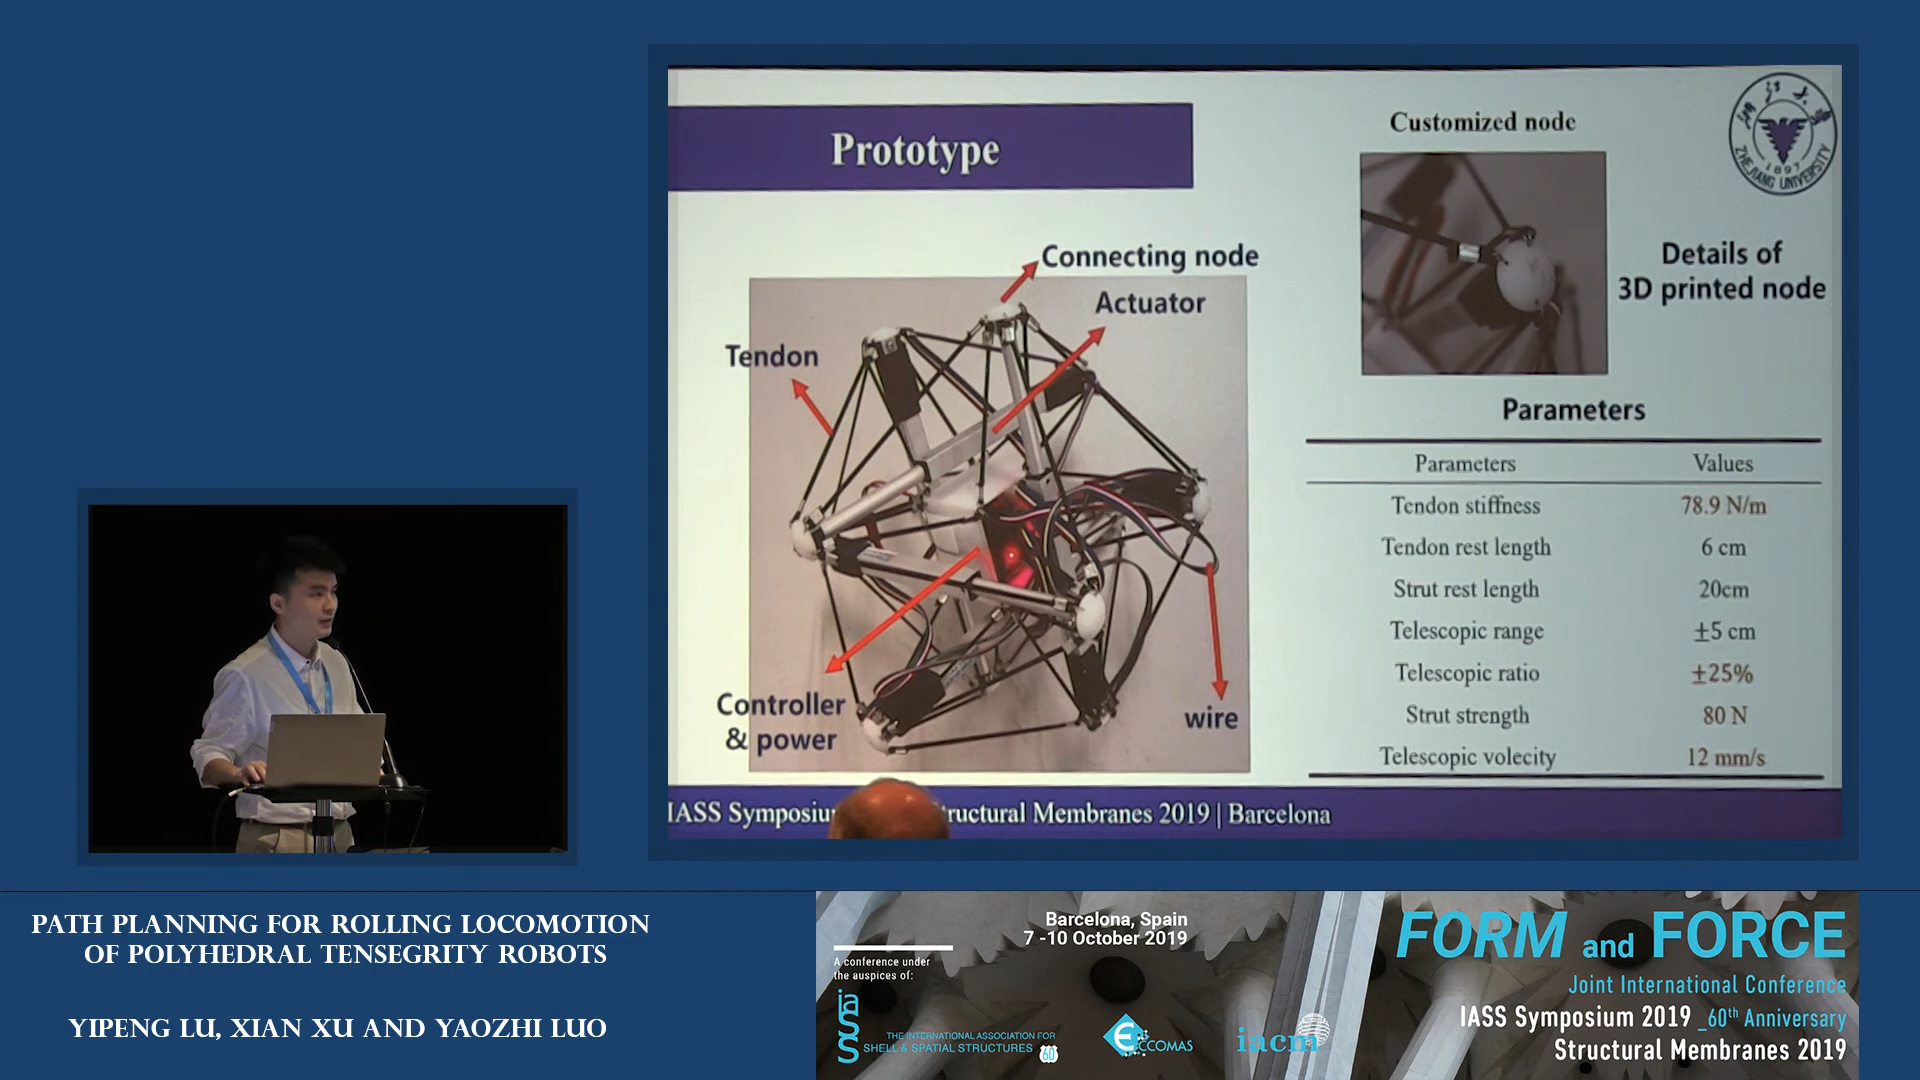 Prototype
Customized node
ZHEJIANG UNIVERSITY
1897
Connecting node
Actuator
Tendon
Details of
3D printed node
Controller
& power
wire
Parameters
Parameters Values
Tendon stiffness 78.9 N/m
Tendon rest length 6 cm
Strut rest length 20cm
Telescopic range ±5 cm
Telescopic ratio ±25%
Strut strength 80 N
Telescopic volecity 12 mm/s
IASS Symposiu ructural Membranes 2019 | Barcelona
PATH PLANNING FOR ROLLING LOCOMOTION
OF POLYHEDRAL TENSEGRITY ROBOTS
YIPENG LU, XIAN XU AND YAOZHI LUO
Barcelona, Spain
7 -10 October 2019
A conference under
the auspices of:
iass
THE INTERNATIONAL ASSOCIATION FOR
SHELL & SPATIAL STRUCTURES 60
ECCOMAS
iacm
FORM and FORCE
Joint International Conference
IASS Symposium 2019 _60th Anniversary
Structural Membranes 2019